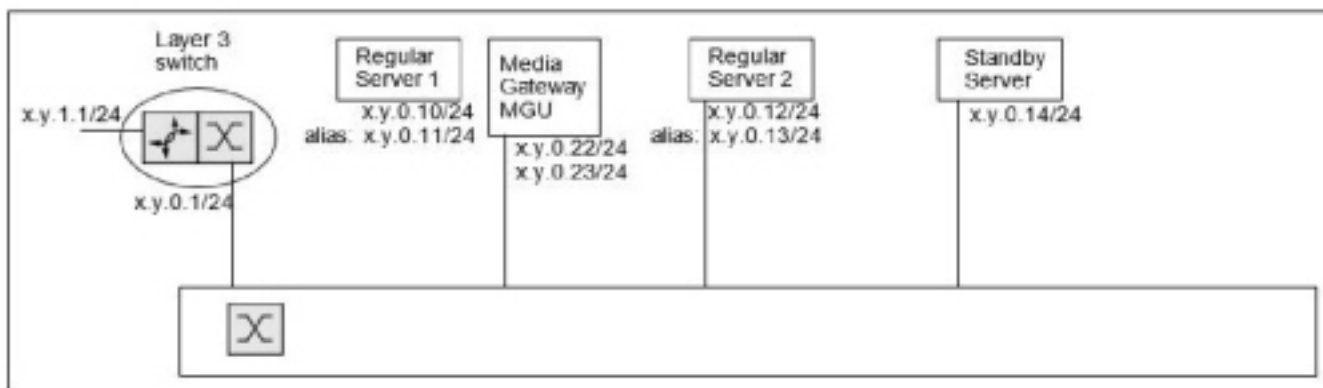 Layer 3
switch
x.y.1.1/24
x.y.0.1/24
Regular
Server 1
x.y.0.10/24
alias: x.y.0.11/24
Media
Gateway
MGU
x.y.0.22/24
x.y.0.23/24
Regular
Server 2
x.y.0.12/24
alias: x.y.0.13/24
Standby
Server
x.y.0.14/24